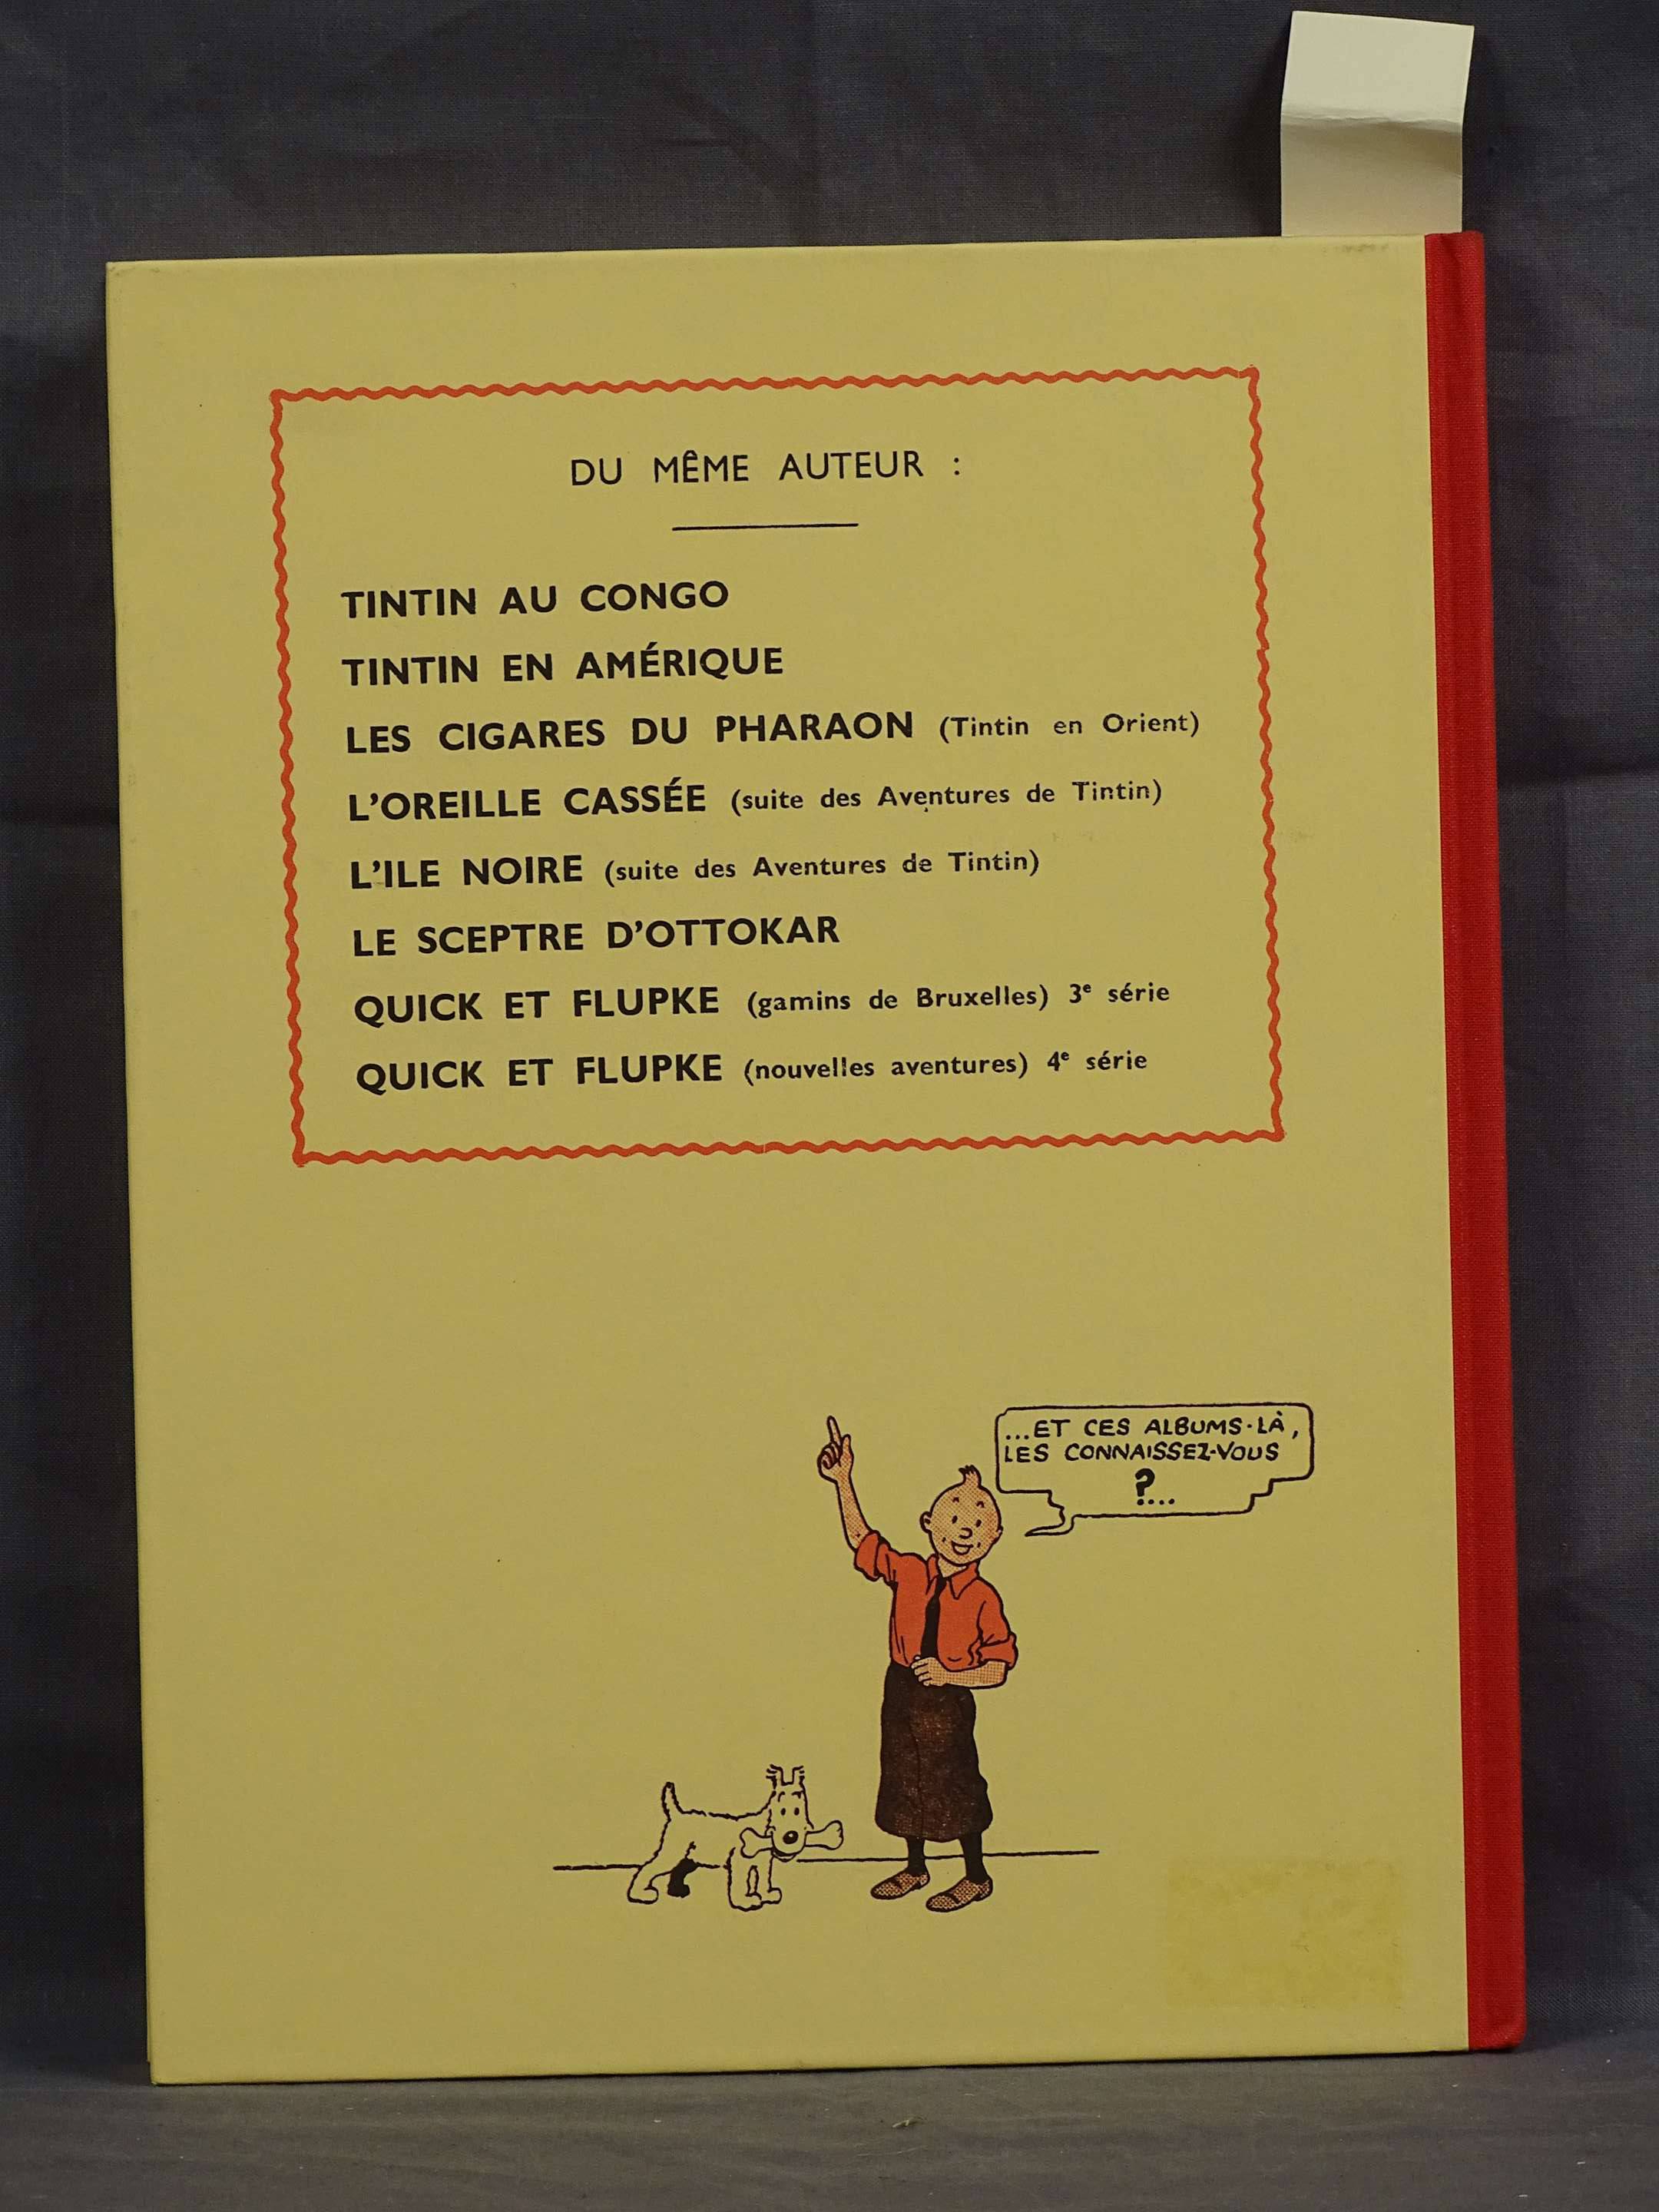 DU MÊME AUTEUR :
TINTIN AU CONGO
TINTIN EN AMÉRIQUE
LES CIGARES DU PHARAON (Tintin en Orient)
L'OREILLE CASSÉE (suite des Aventures de Tintin)
L'ILE NOIRE (suite des Aventures de Tintin)
LE SCEPTRE D'OTTOKAR
QUICK ET FLUPKE (gamins de Bruxelles) 3e série
QUICK ET FLUPKE (nouvelles aventures) 4e série
...ET CES ALBUMS-LÀ,
LES CONNAISSEZ-VOUS
?...